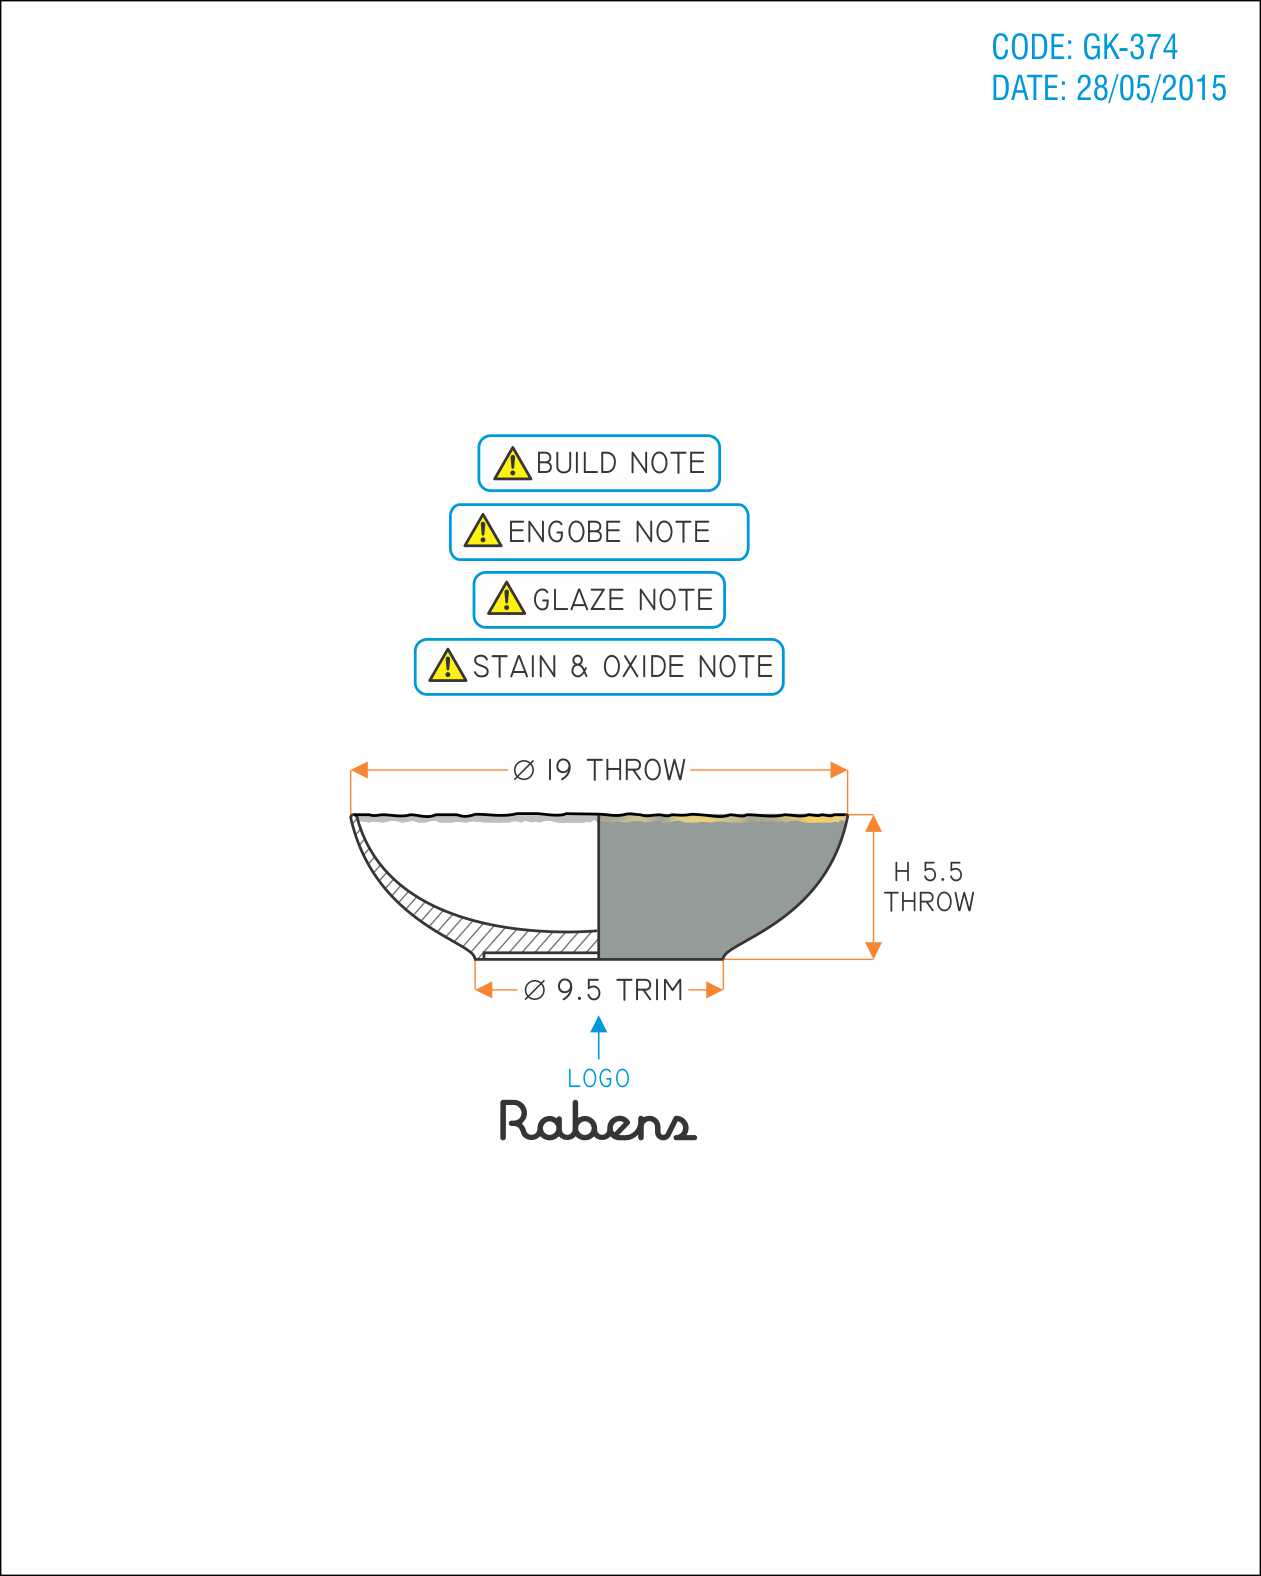 CODE: GK-374
DATE: 28/05/2015
BUILD NOTE
ENGOBE NOTE
GLAZE NOTE
STAIN & OXIDE NOTE
Ø 19 THROW
H 5.5
THROW
Ø 9.5 TRIM
LOGO
Rabens